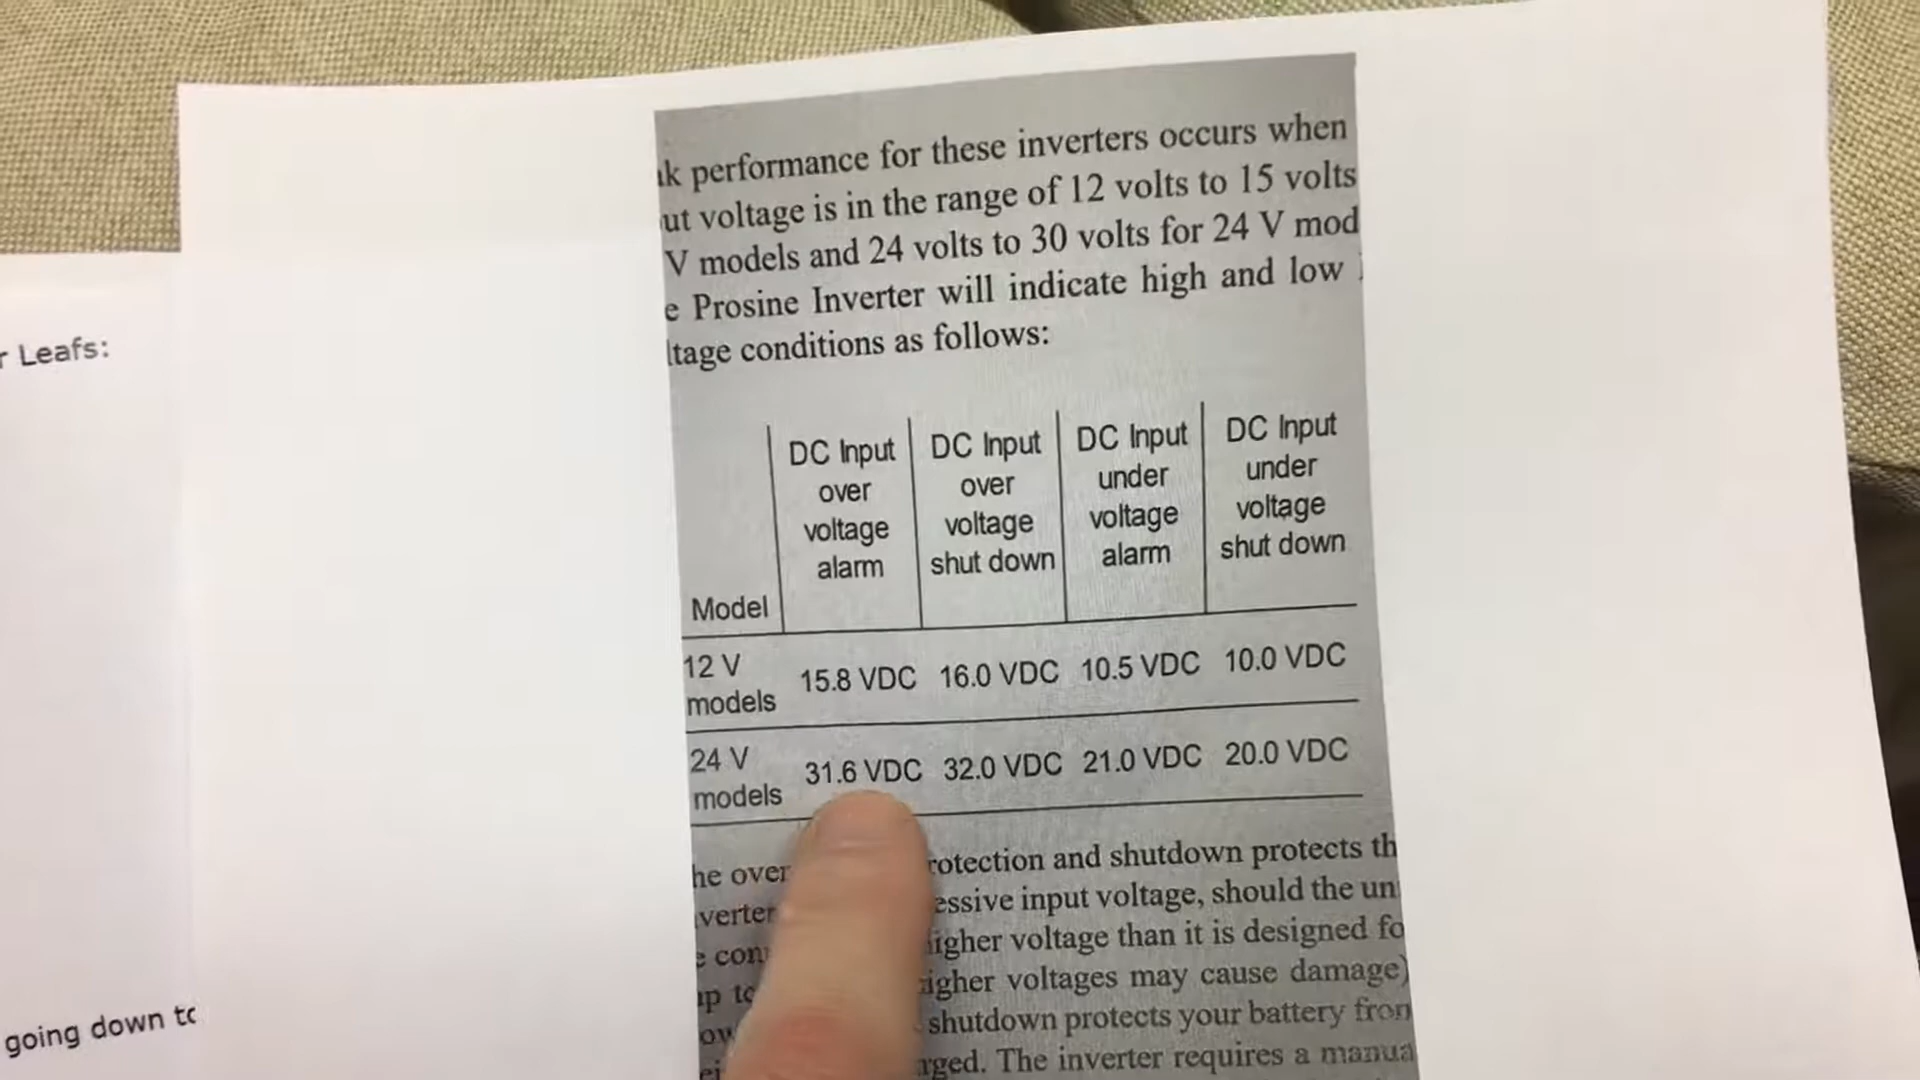 performance for these inverters occurs when
voltage is in the range of 12 volts to 15 volts
V models and 24 volts to 30 volts for 24 V mod
e Prosine Inverter will indicate high and low
ltage conditions as follows:
Model
DC Input over voltage alarm
DC Input over voltage shut down
DC Input under voltage alarm
DC Input under voltage shut down
12 V models 15.8 VDC 16.0 VDC 10.5 VDC 10.0 VDC
24 V models 31.6 VDC 32.0 VDC 21.0 VDC 20.0 VDC
he over rotection and shutdown protects th
verter essive input voltage, should the un
con igher voltage than it is designed fo
igher voltages may cause damage)
shutdown protects your battery from
rged. The inverter requires a manua
r Leafs:
going down to